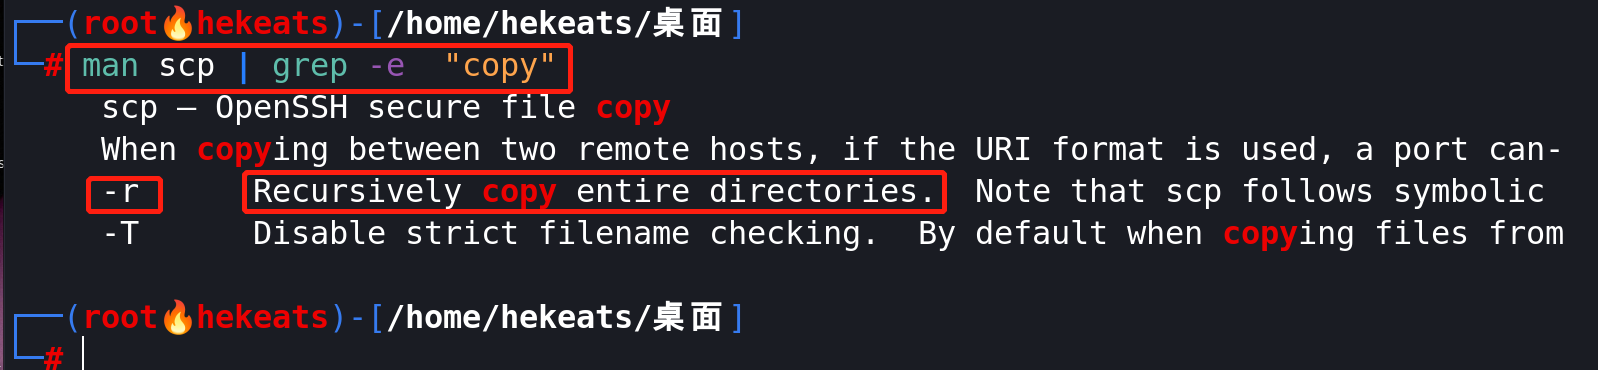 (root🔥hekeats)-[/home/hekeats/桌面]
# man scp | grep -e  "copy"
scp — OpenSSH secure file copy
When copying between two remote hosts, if the URI format is used, a port can-
-r      Recursively copy entire directories.  Note that scp follows symbolic
-T      Disable strict filename checking.  By default when copying files from
(root🔥hekeats)-[/home/hekeats/桌面]
#